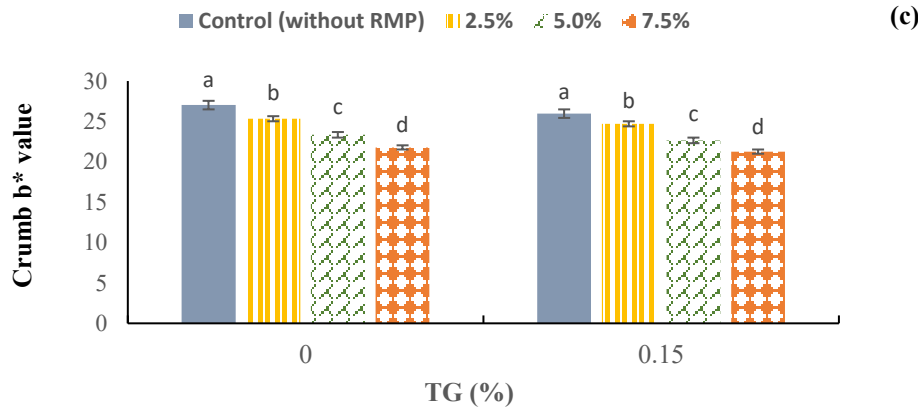 Control (without RMP) 2.5% 5.0% 7.5% (c)
Crumb b* value
30
25
20
15
10
5
0
a b c d a b c d
0 0.15
TG (%)